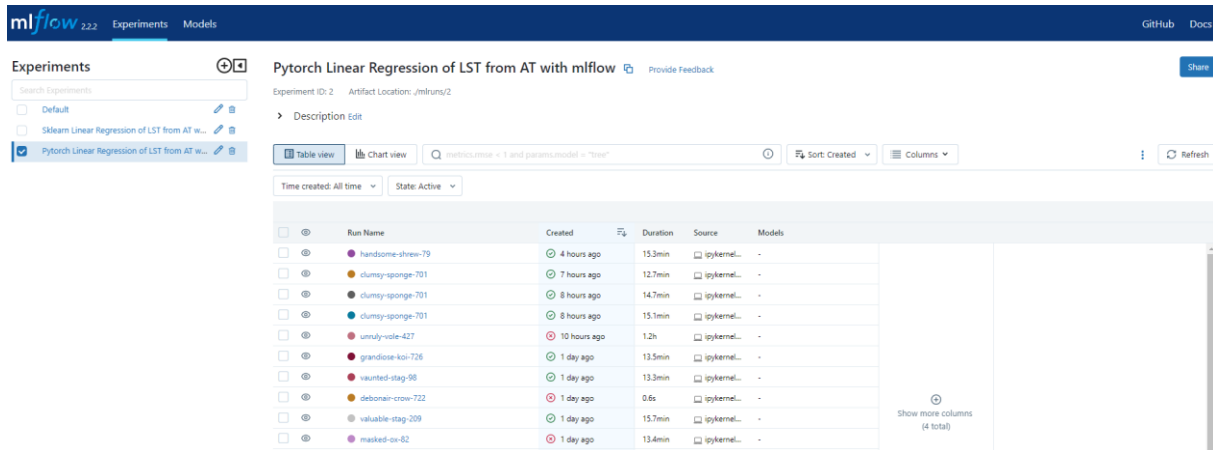 mlflow 2.2.2 Experiments Models GitHub Docs
Experiments
Search Experiments
Default
Sklearn Linear Regression of LST from AT w...
Pytorch Linear Regression of LST from AT w...
Pytorch Linear Regression of LST from AT with mlflow Provide Feedback
Share
Experiment ID: 2 Artifact Location: ./mlruns/2
Description Edit
Table view Chart view metrics.rmse < 1 and params.model = "tree" Sort: Created Columns Refresh
Time created: All time State: Active
Run Name Created Duration Source Models
handsome-shrew-79 4 hours ago 15.3min ipykernel... -
clumsy-sponge-701 7 hours ago 12.7min ipykernel... -
clumsy-sponge-701 8 hours ago 14.7min ipykernel... -
clumsy-sponge-701 8 hours ago 15.1min ipykernel... -
unruly-vole-427 10 hours ago 1.2h ipykernel... -
grandiose-koi-726 1 day ago 13.5min ipykernel... -
vaunted-stag-98 1 day ago 13.3min ipykernel... -
debonair-crow-722 1 day ago 0.6s ipykernel... -
valuable-stag-209 1 day ago 15.7min ipykernel... -
masked-ox-82 1 day ago 13.4min ipykernel... -
Show more columns
(4 total)